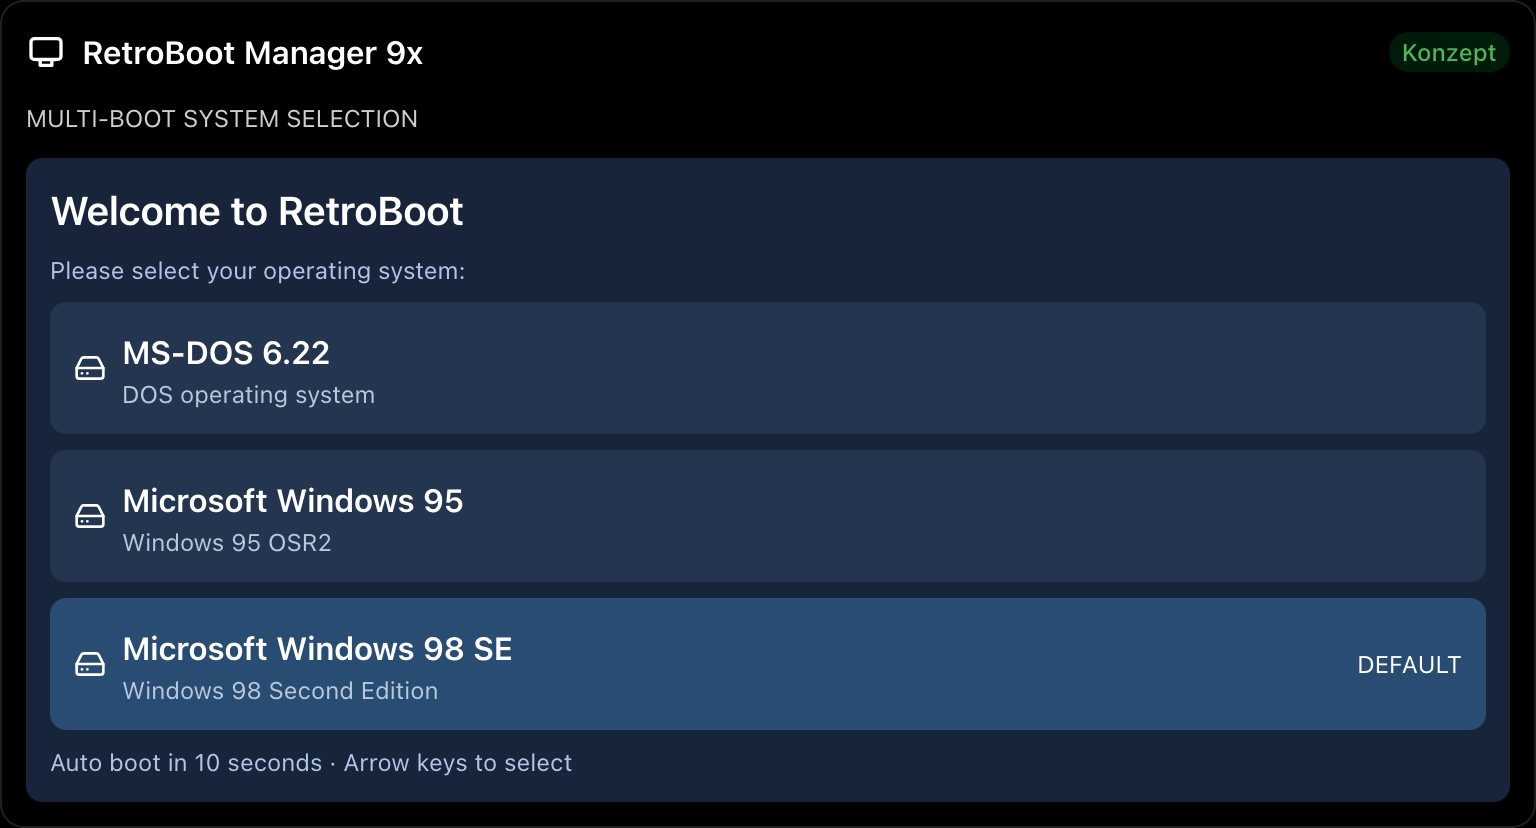 RetroBoot Manager 9x
Konzept
MULTI-BOOT SYSTEM SELECTION
Welcome to RetroBoot
Please select your operating system:
MS-DOS 6.22
DOS operating system
Microsoft Windows 95
Windows 95 OSR2
Microsoft Windows 98 SE
Windows 98 Second Edition
DEFAULT
Auto boot in 10 seconds · Arrow keys to select